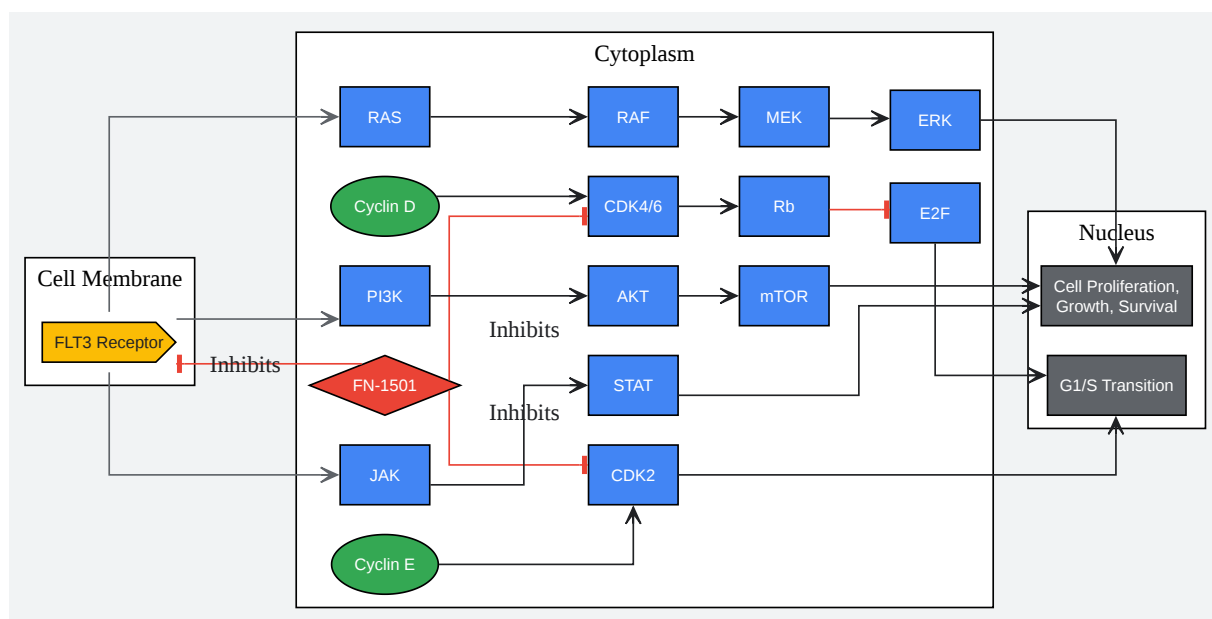 Cytoplasm
RAS
RAF
MEK
ERK
Cyclin D
CDK4/6
Rb
E2F
Nucleus
Cell Membrane
PI3K
AKT
mTOR
Cell Proliferation,
Growth, Survival
Inhibits
FLT3 Receptor
Inhibits
FN-1501
STAT
G1/S Transition
Inhibits
JAK
CDK2
Cyclin E